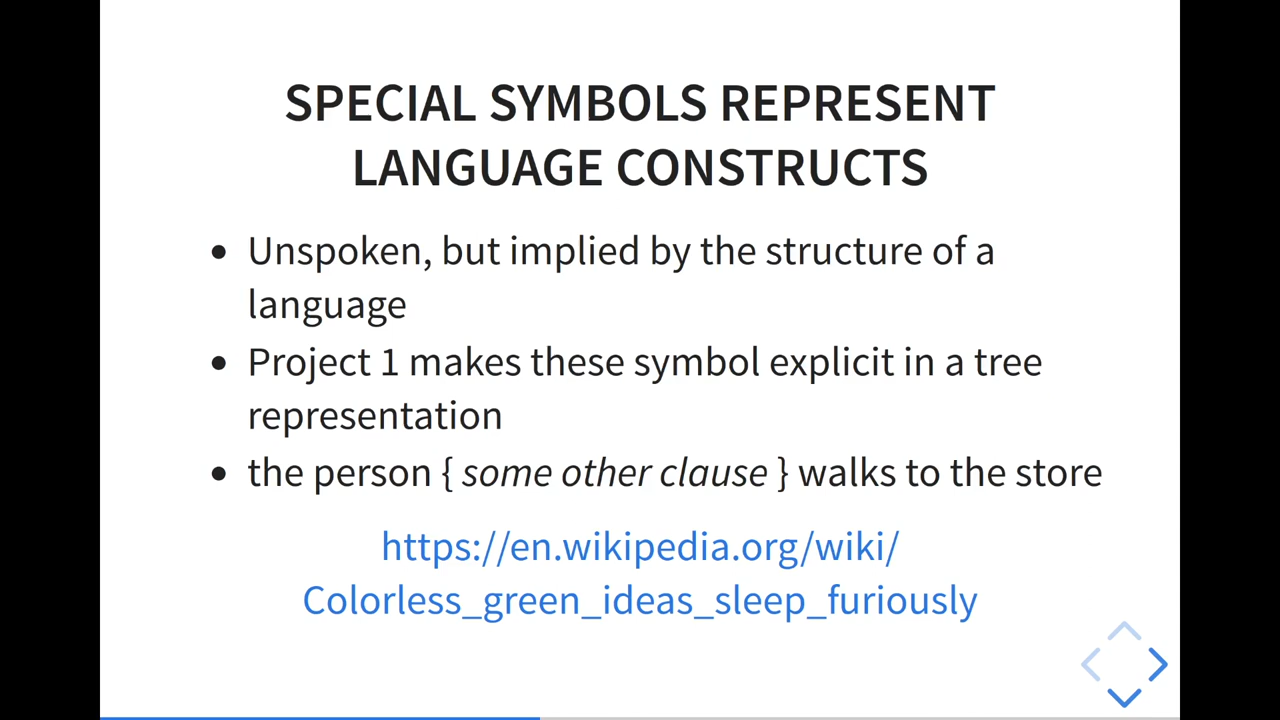 SPECIAL SYMBOLS REPRESENT
LANGUAGE CONSTRUCTS
• Unspoken, but implied by the structure of a
language
• Project 1 makes these symbol explicit in a tree
representation
• the person { some other clause } walks to the store
https://en.wikipedia.org/wiki/
Colorless_green_ideas_sleep_furiously